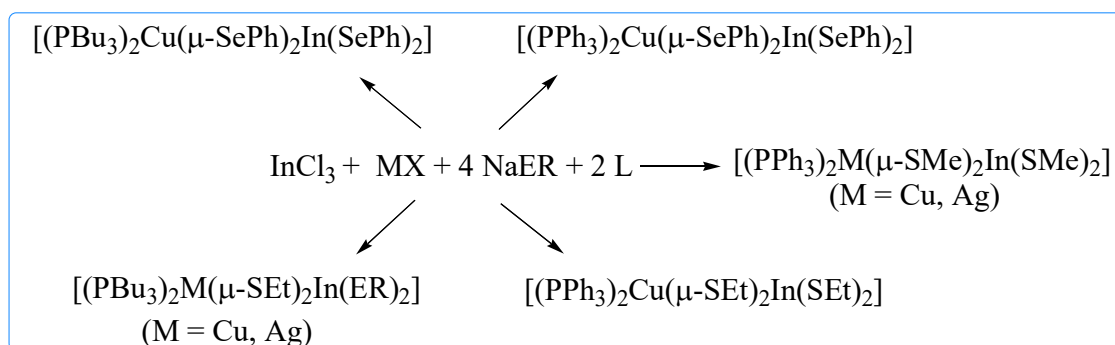 [(PBu₃)₂Cu(μ-SePh)₂In(SePh)₂] [(PPh₃)₂Cu(μ-SePh)₂In(SePh)₂]
InCl₃ + MX + 4 NaER + 2 L [(PPh₃)₂M(μ-SMe)₂In(SMe)₂]
(M = Cu, Ag)
[(PBu₃)₂M(μ-SEt)₂In(ER)₂] [(PPh₃)₂Cu(μ-SEt)₂In(SEt)₂]
(M = Cu, Ag)